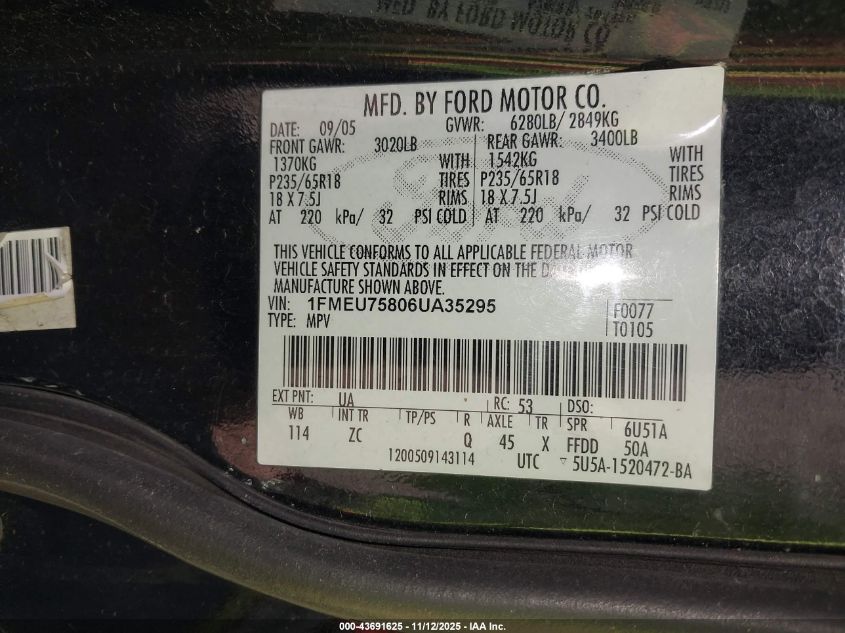 MFD. BY FORD MOTOR CO.
DATE: 09/05 GVWR: 6280LB/ 2849KG
FRONT GAWR: 3020LB REAR GAWR: 3400LB
1370KG WITH 1542KG WITH
P235/65R18 TIRES P235/65R18 TIRES
18 X 7.5J RIMS 18 X 7.5J RIMS
AT 220 kPa/ 32 PSI COLD AT 220 kPa/ 32 PSI COLD
THIS VEHICLE CONFORMS TO ALL APPLICABLE FEDERAL MOTOR
VEHICLE SAFETY STANDARDS IN EFFECT ON THE DATE OF
MANUFACTURE SHOWN ABOVE.
VIN: 1FMEU75806UA35295 F0077
TYPE: MPV T0105
EXT PNT: UA RC: 53 DSO:
WB INT TR TP/PS R AXLE TR SPR 6U51A
114 ZC Q 45 X FFDD 50A
1200509143114 UTC ▽ 5U5A-1520472-BA
000-43691625 - 11/12/2025 - IAA Inc.